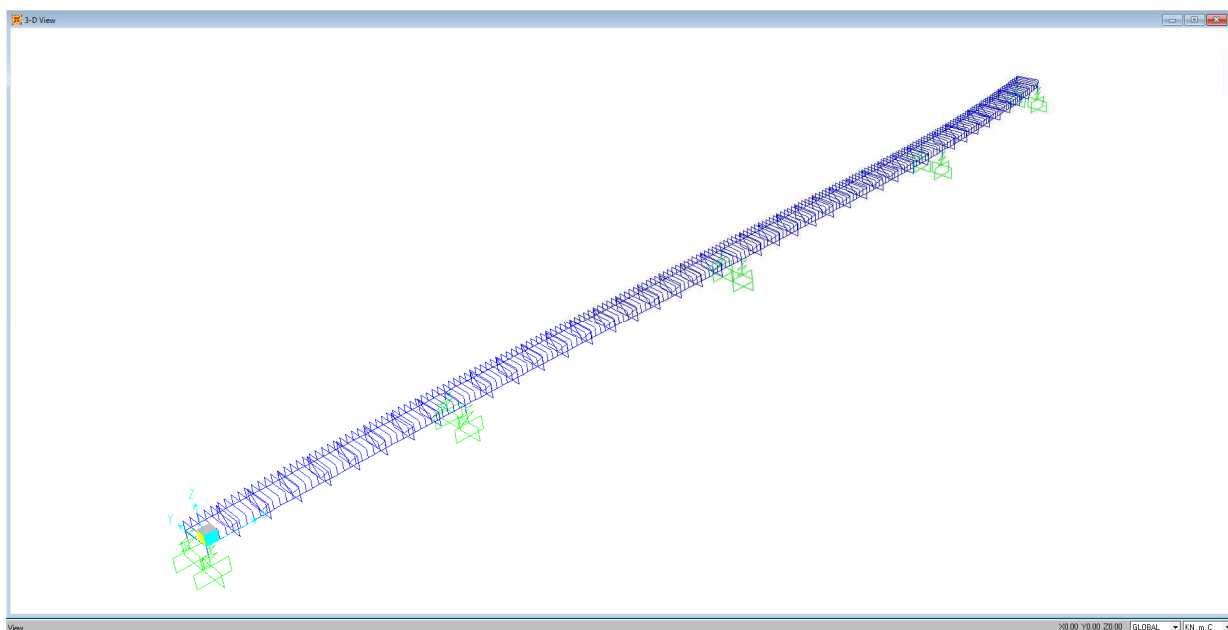 3-D View
Z
Y
View
X0.00 Y0.00 Z0.00
GLOBAL
KN, m, C